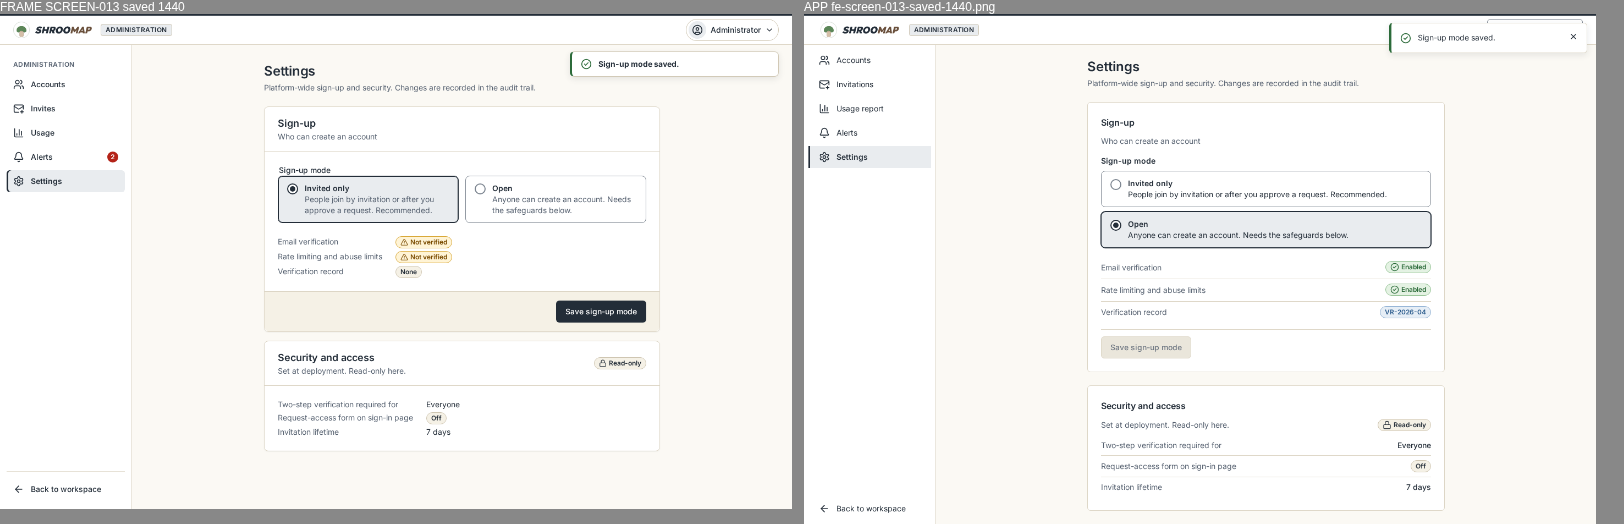 FRAME SCREEN-013 saved 1440
SHROOMAP ADMINISTRATION
Administrator
ADMINISTRATION
Accounts
Invites
Usage
Alerts 2
Settings
Back to workspace
Sign-up mode saved.
Settings
Platform-wide sign-up and security. Changes are recorded in the audit trail.
Sign-up
Who can create an account
Sign-up mode
Invited only
People join by invitation or after you
approve a request. Recommended.
Open
Anyone can create an account. Needs
the safeguards below.
Email verification Not verified
Rate limiting and abuse limits Not verified
Verification record None
Save sign-up mode
Security and access
Set at deployment. Read-only here.
Read-only
Two-step verification required for Everyone
Request-access form on sign-in page Off
Invitation lifetime 7 days
APP fe-screen-013-saved-1440.png
SHROOMAP ADMINISTRATION
Sign-up mode saved.
Accounts
Invitations
Usage report
Alerts
Settings
Back to workspace
Settings
Platform-wide sign-up and security. Changes are recorded in the audit trail.
Sign-up
Who can create an account
Sign-up mode
Invited only
People join by invitation or after you approve a request. Recommended.
Open
Anyone can create an account. Needs the safeguards below.
Email verification Enabled
Rate limiting and abuse limits Enabled
Verification record VR-2026-04
Save sign-up mode
Security and access
Set at deployment. Read-only here. Read-only
Two-step verification required for Everyone
Request-access form on sign-in page Off
Invitation lifetime 7 days